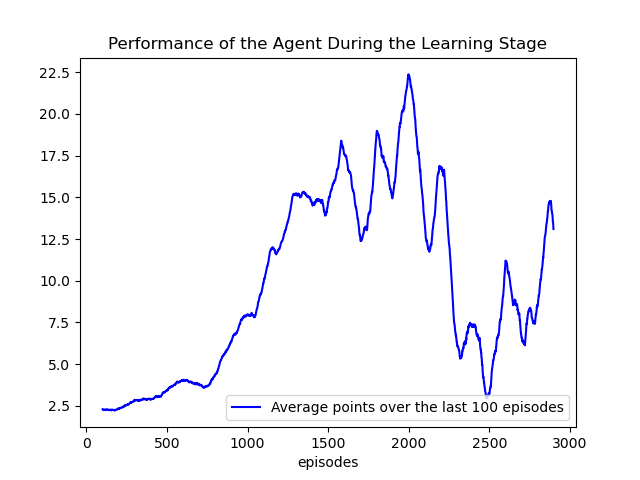 Performance of the Agent During the Learning Stage
22.5
20.0
17.5
15.0
12.5
10.0
7.5
5.0
2.5
Average points over the last 100 episodes
0 500 1000 1500 2000 2500 3000
episodes